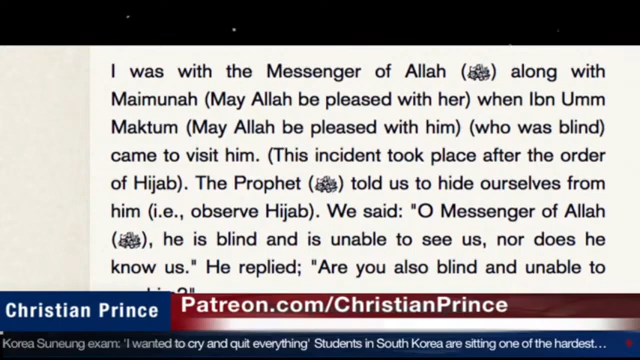 I was with the Messenger of Allah (ﷺ) along with
Maimunah (May Allah be pleased with her) when Ibn Umm
Maktum (May Allah be pleased with him) (who was blind)
came to visit him. (This incident took place after the order
of Hijab). The Prophet (ﷺ) told us to hide ourselves from
him (i.e., observe Hijab). We said: "O Messenger of Allah
(ﷺ), he is blind and is unable to see us, nor does he
know us." He replied; "Are you also blind and unable to
Christian Prince
Patreon.com/ChristianPrince
Korea Suneung exam: 'I wanted to cry and quit everything' Students in South Korea are sitting one of the hardest...